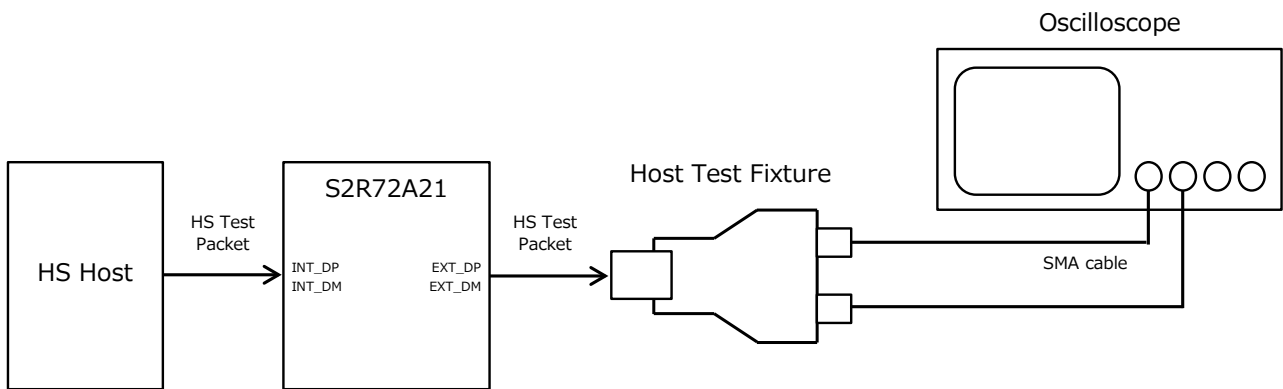 Oscilloscope
Host Test Fixture
S2R72A21
HS Test
Packet
HS Test
Packet
HS Host
INT_DP
INT_DM
EXT_DP
EXT_DM
SMA cable